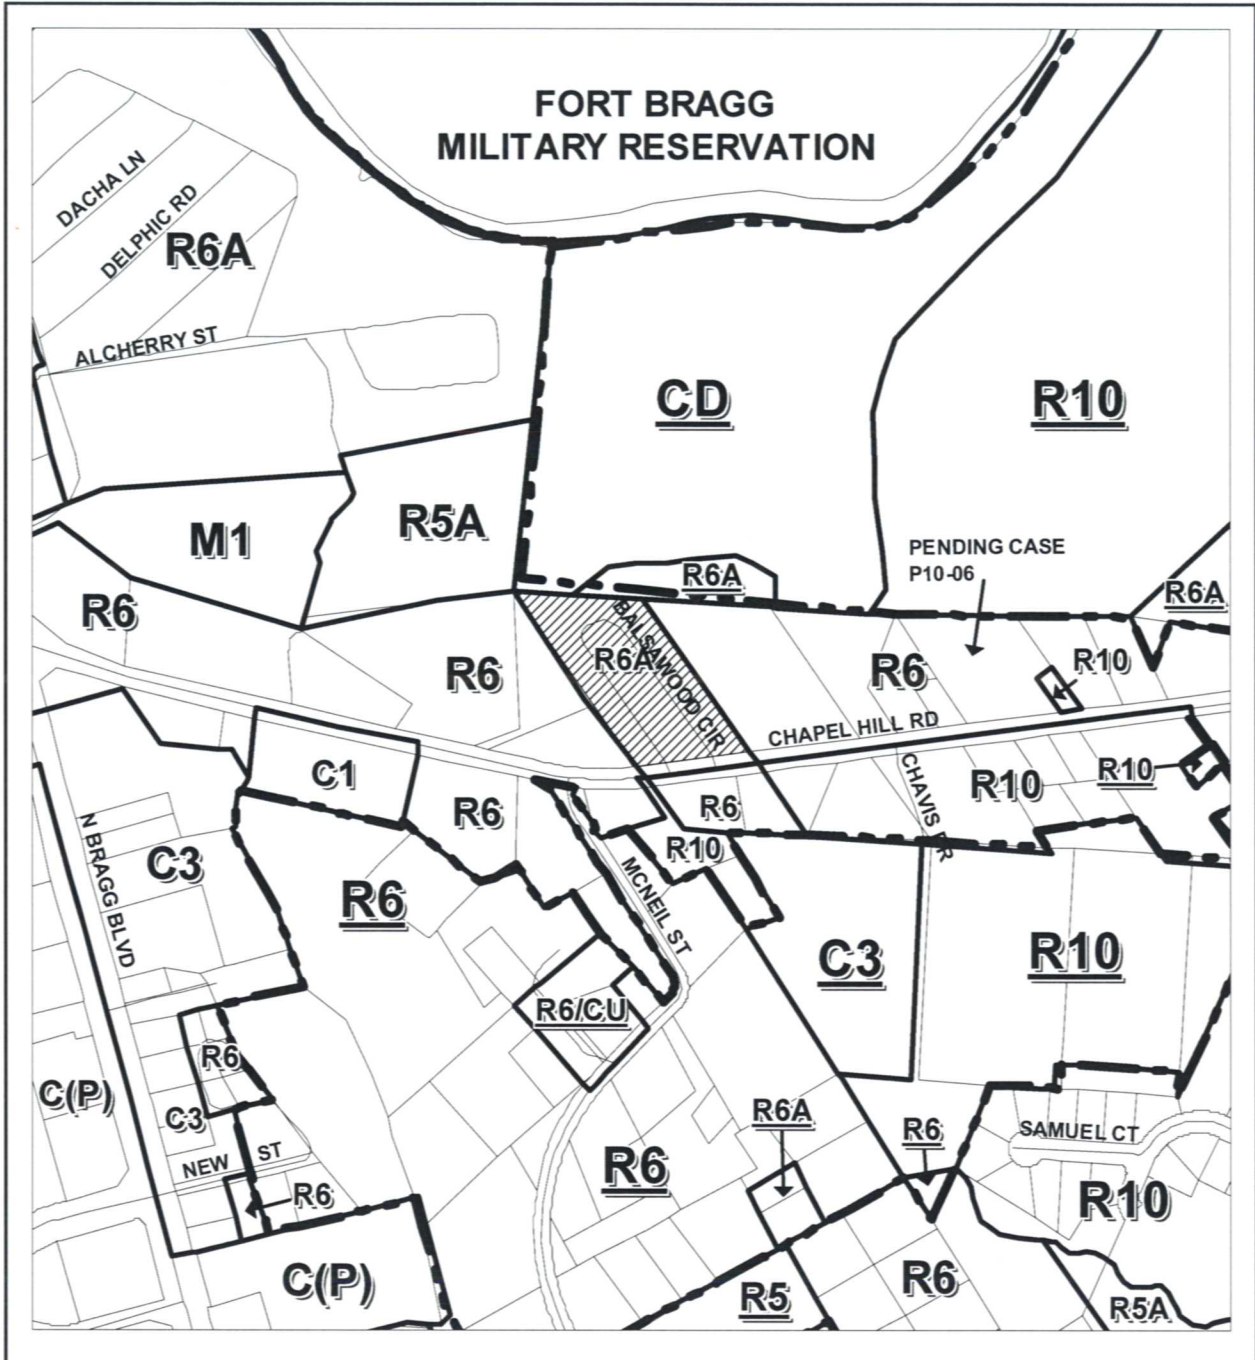 FORT BRAGG
MILITARY RESERVATION
DACHA LN
DELPHIC RD
R6A
ALCHERRY ST
CD
R10
M1
R5A
PENDING CASE
P10-06
R6A
R6A
R6
R6
R6A
BALSAWOOD CIR
R6
R10
CHAPEL HILL RD
C1
R6
R6
CHAVIS DR
R10
R10
N BRAGG BLVD
C3
R6
R10
MCNEIL ST
C3
R10
R6/CU
R6
C(P)
C3
NEW ST
R6
R6A
R6
SAMUEL CT
R6
R10
C(P)
R5
R6
R5A